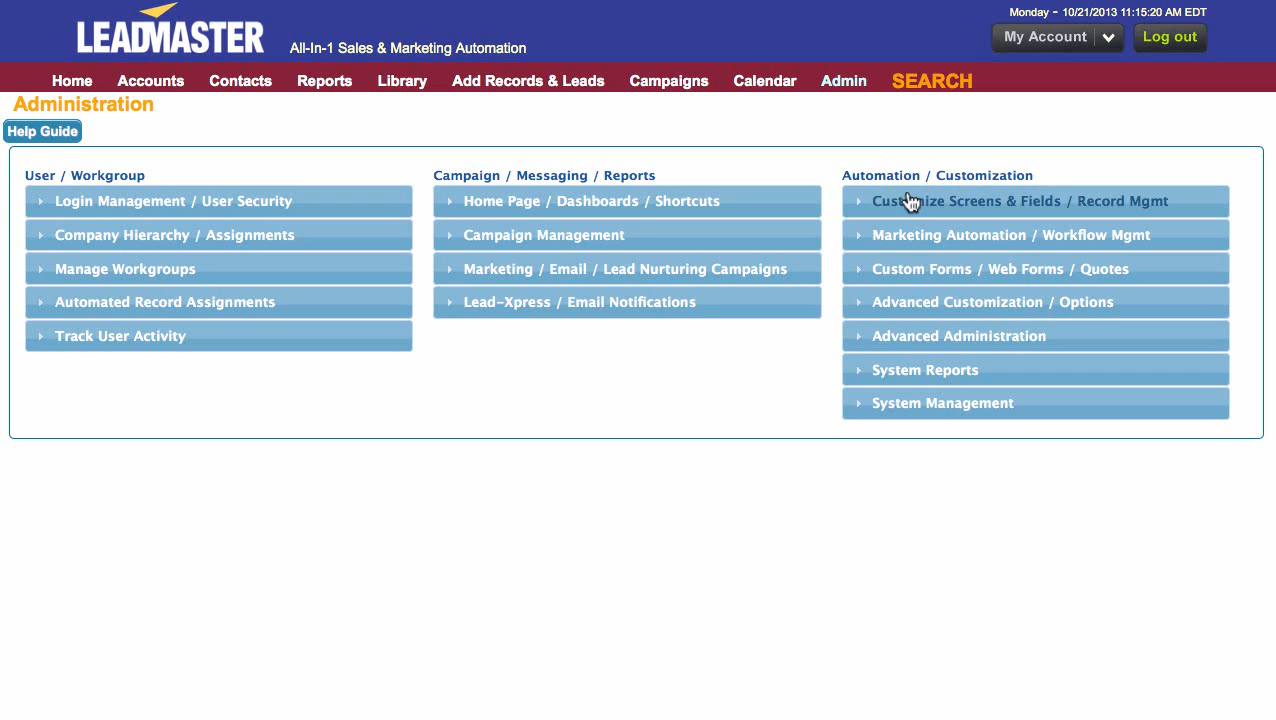 Monday - 10/21/2013 11:15:20 AM EDT
LEADMASTER
All-In-1 Sales & Marketing Automation
My Account
Log out
Home Accounts Contacts Reports Library Add Records & Leads Campaigns Calendar Admin SEARCH
Administration
Help Guide
User / Workgroup
Login Management / User Security
Company Hierarchy / Assignments
Manage Workgroups
Automated Record Assignments
Track User Activity
Campaign / Messaging / Reports
Home Page / Dashboards / Shortcuts
Campaign Management
Marketing / Email / Lead Nurturing Campaigns
Lead-Xpress / Email Notifications
Automation / Customization
Customize Screens & Fields / Record Mgmt
Marketing Automation / Workflow Mgmt
Custom Forms / Web Forms / Quotes
Advanced Customization / Options
Advanced Administration
System Reports
System Management